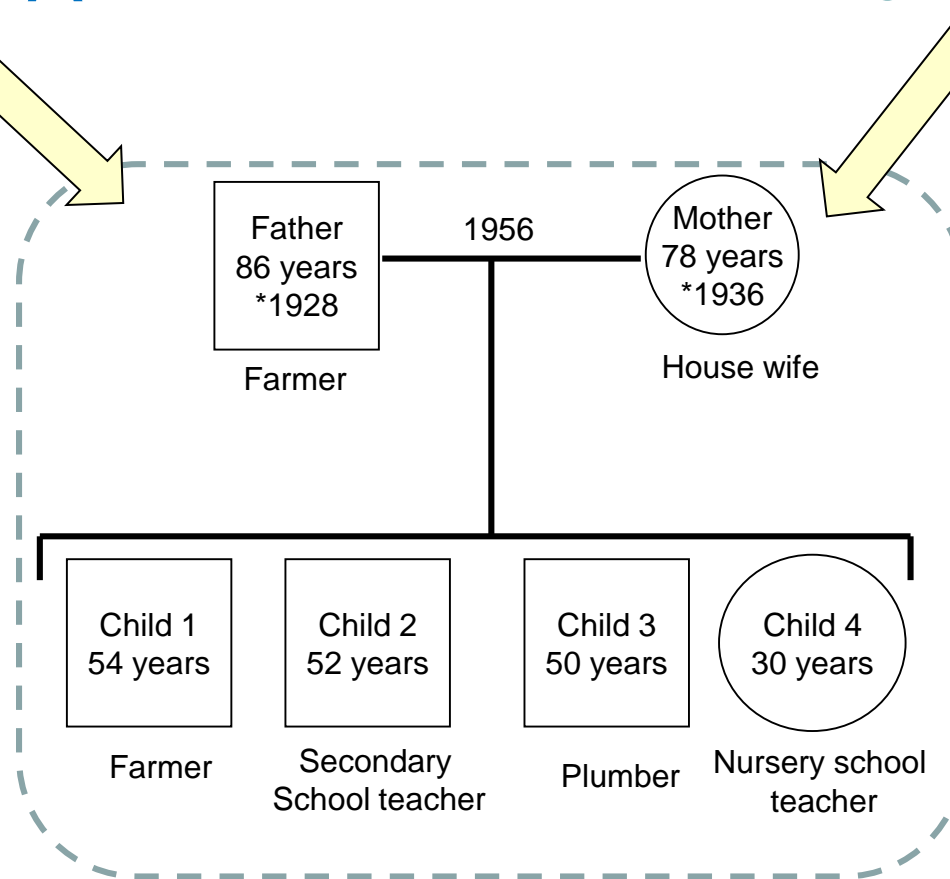 Father
86 years
*1928
1956
Mother
78 years
*1936
Farmer
House wife
Child 1
54 years
Child 2
52 years
Child 3
50 years
Child 4
30 years
Farmer
Secondary
School teacher
Plumber
Nursery school
teacher